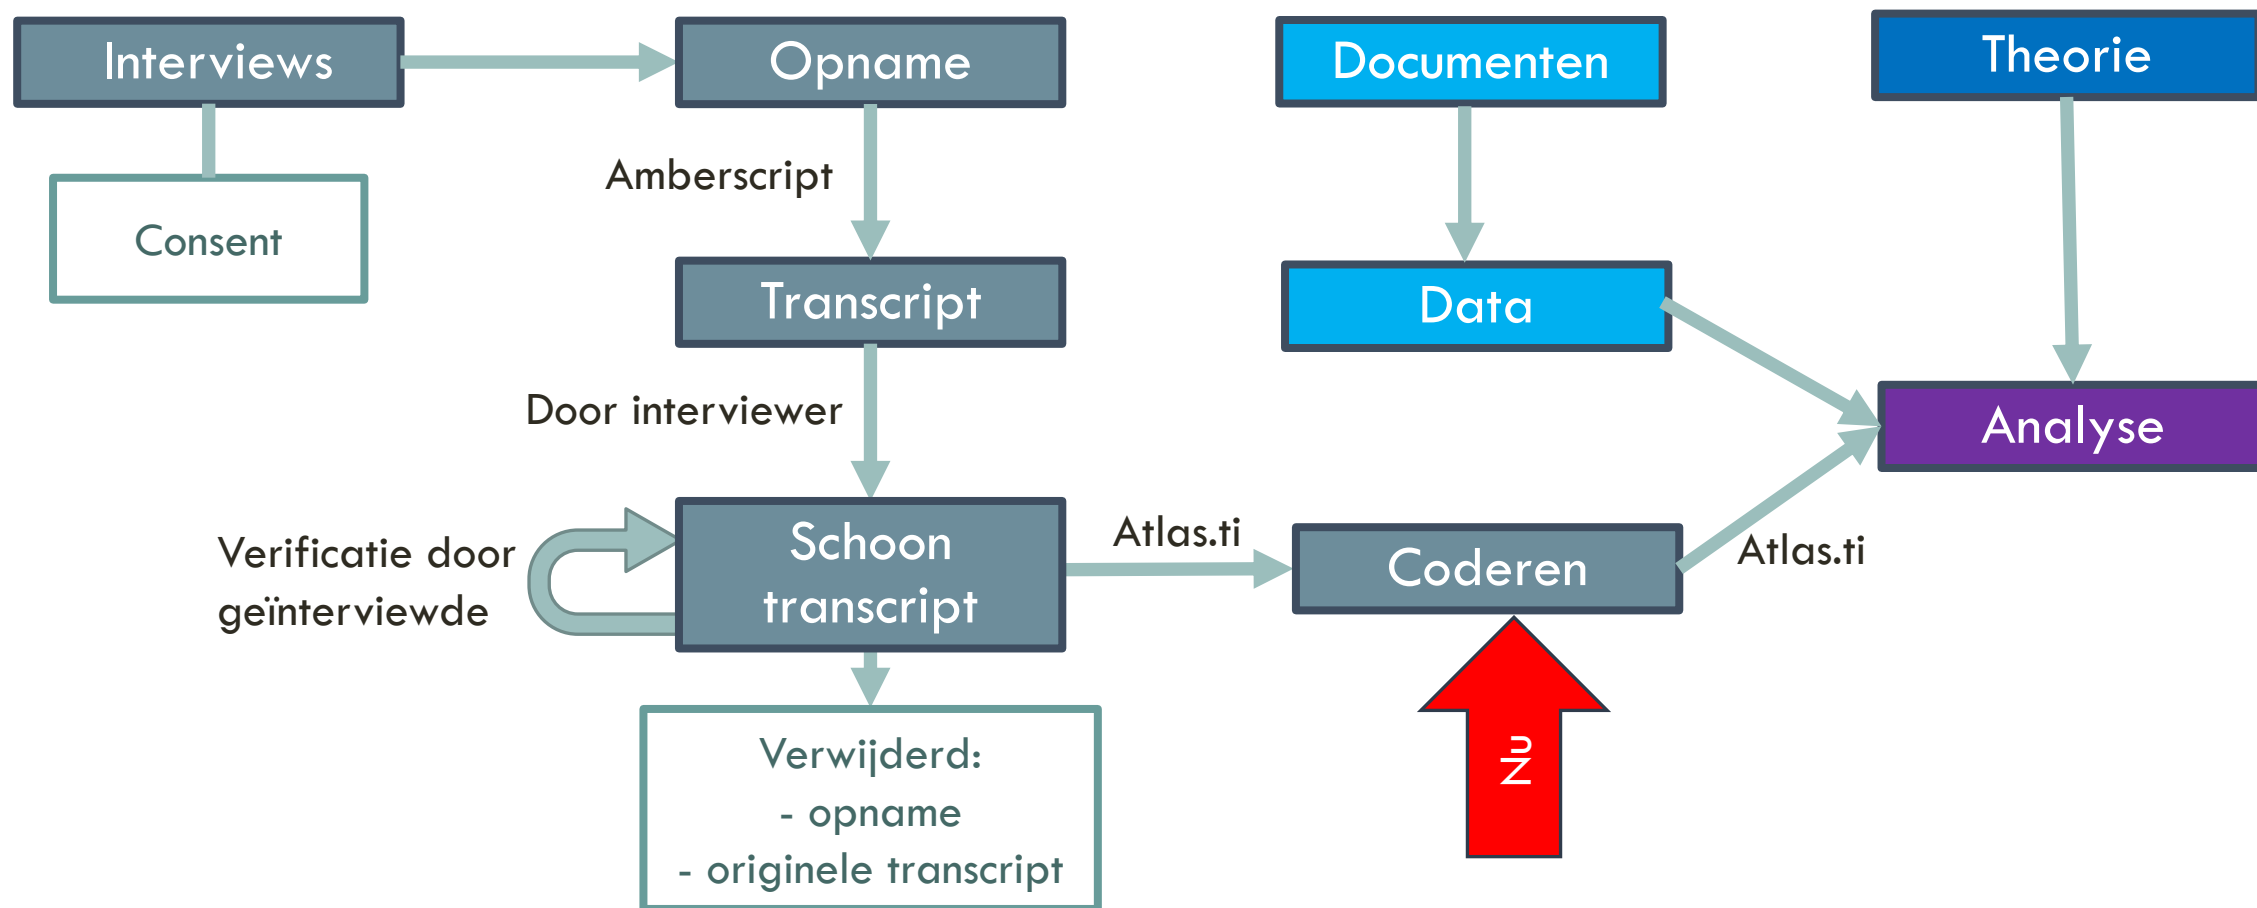 Interviews
Opname
Documenten
Theorie
Amberscript
Consent
Transcript
Data
Door interviewer
Analyse
Verificatie door
geïnterviewde
Schoon
transcript
Atlas.ti
Coderen
Atlas.ti
Nu
Verwijderd:
- opname
- originele transcript